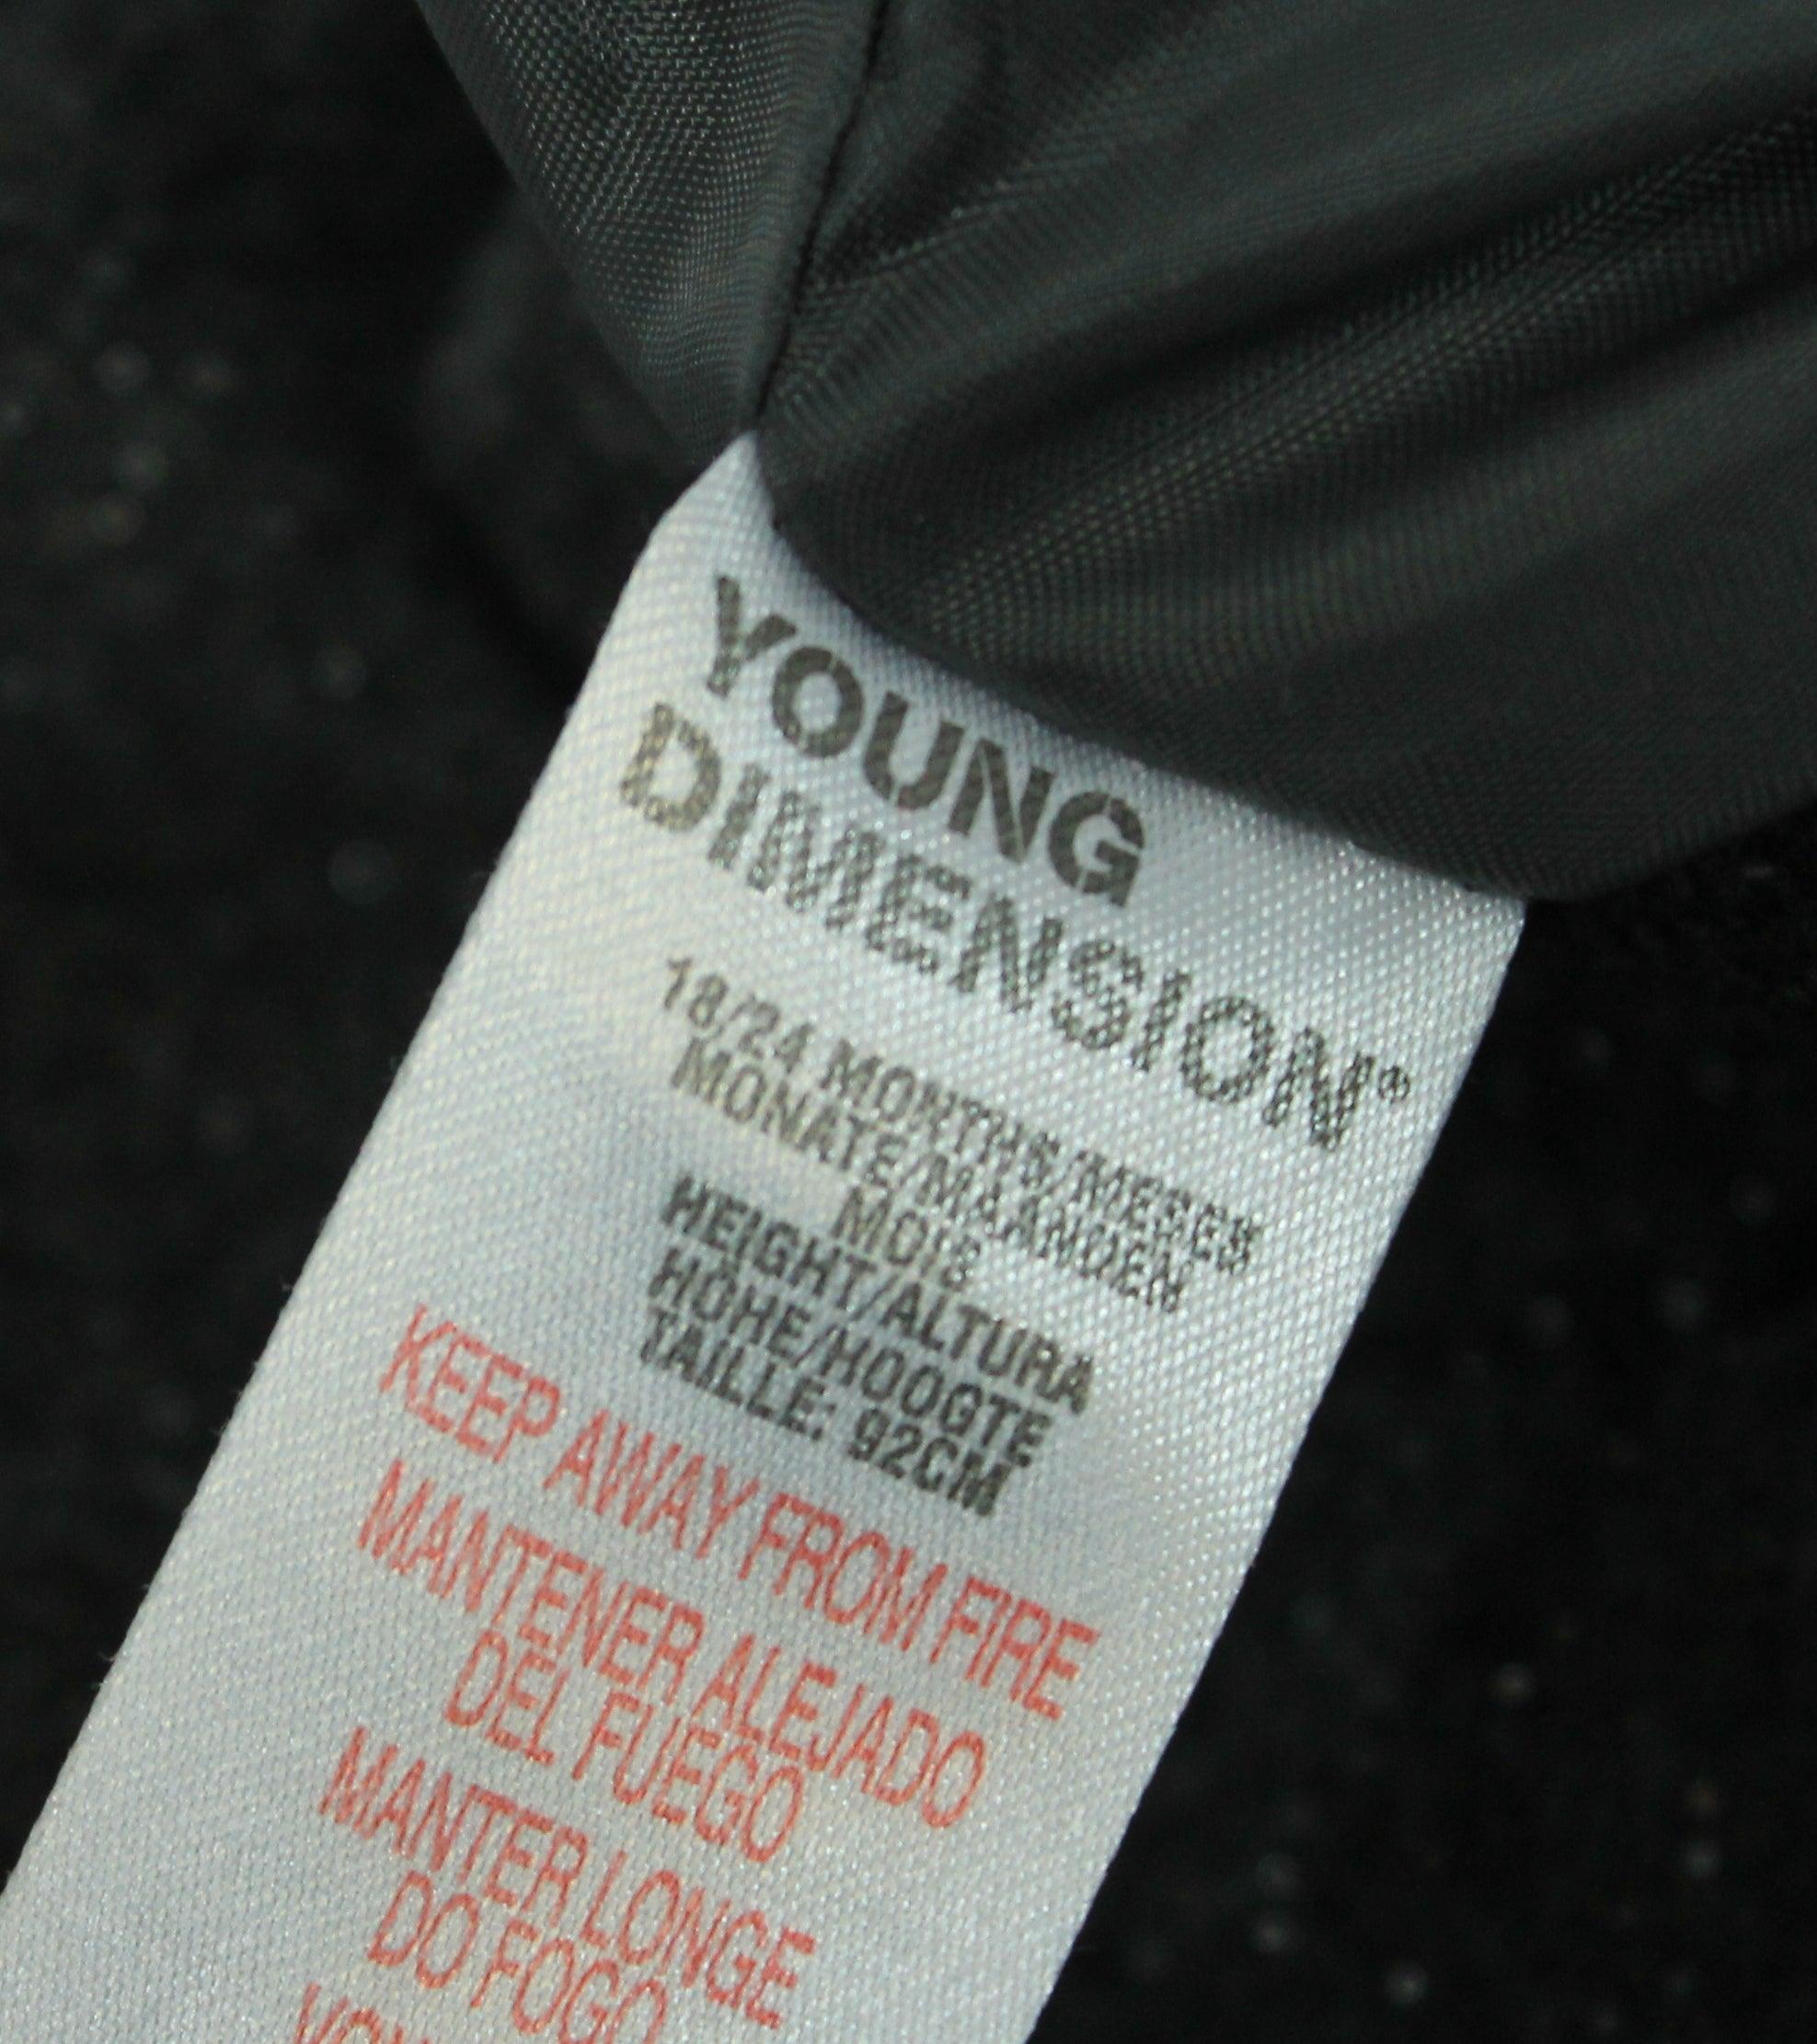 YOUNG
DIMENSION®
18/24 MONTHS/MESES
MONATE/MAANDEN
MOIS
HEIGHT/ALTURA
HÖHE/HOOGTE
TAILLE: 92CM
KEEP AWAY FROM FIRE
MANTENER ALEJADO
DEL FUEGO
MANTER LONGE
DO FOGO